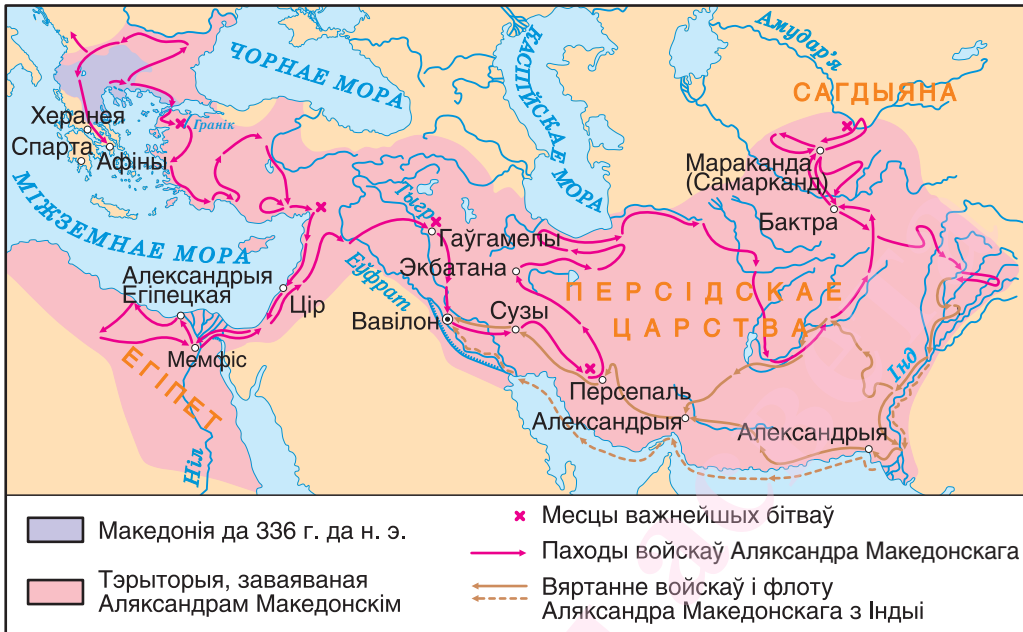 ЧОРНАЕ МОРА
КАСПІЙСКАЕ МОРА
Амудар'я
САГДЫЯНА
Херанея
Гранік
Спарта
Афіны
Мараканда
(Самарканд)
Бактра
МІЖЗЕМНАЕ МОРА
Тыгр
Гаўгамелы
Экбатана
Еўфрат
Александрыя
Егіпецкая
Цір
Вавілон
Сузы
ПЕРСІДСКАЕ
ЦАРСТВА
Мемфіс
ЕГІПЕТ
Ніл
Персепаль
Александрыя
Александрыя
Інд
Македонія да 336 г. да н. э.
Тэрыторыя, заваяваная
Аляксандрам Македонскім
Месцы важнейшых бітваў
Паходы войскаў Аляксандра Македонскага
Вяртанне войскаў і флоту
Аляксандра Македонскага з Індыі